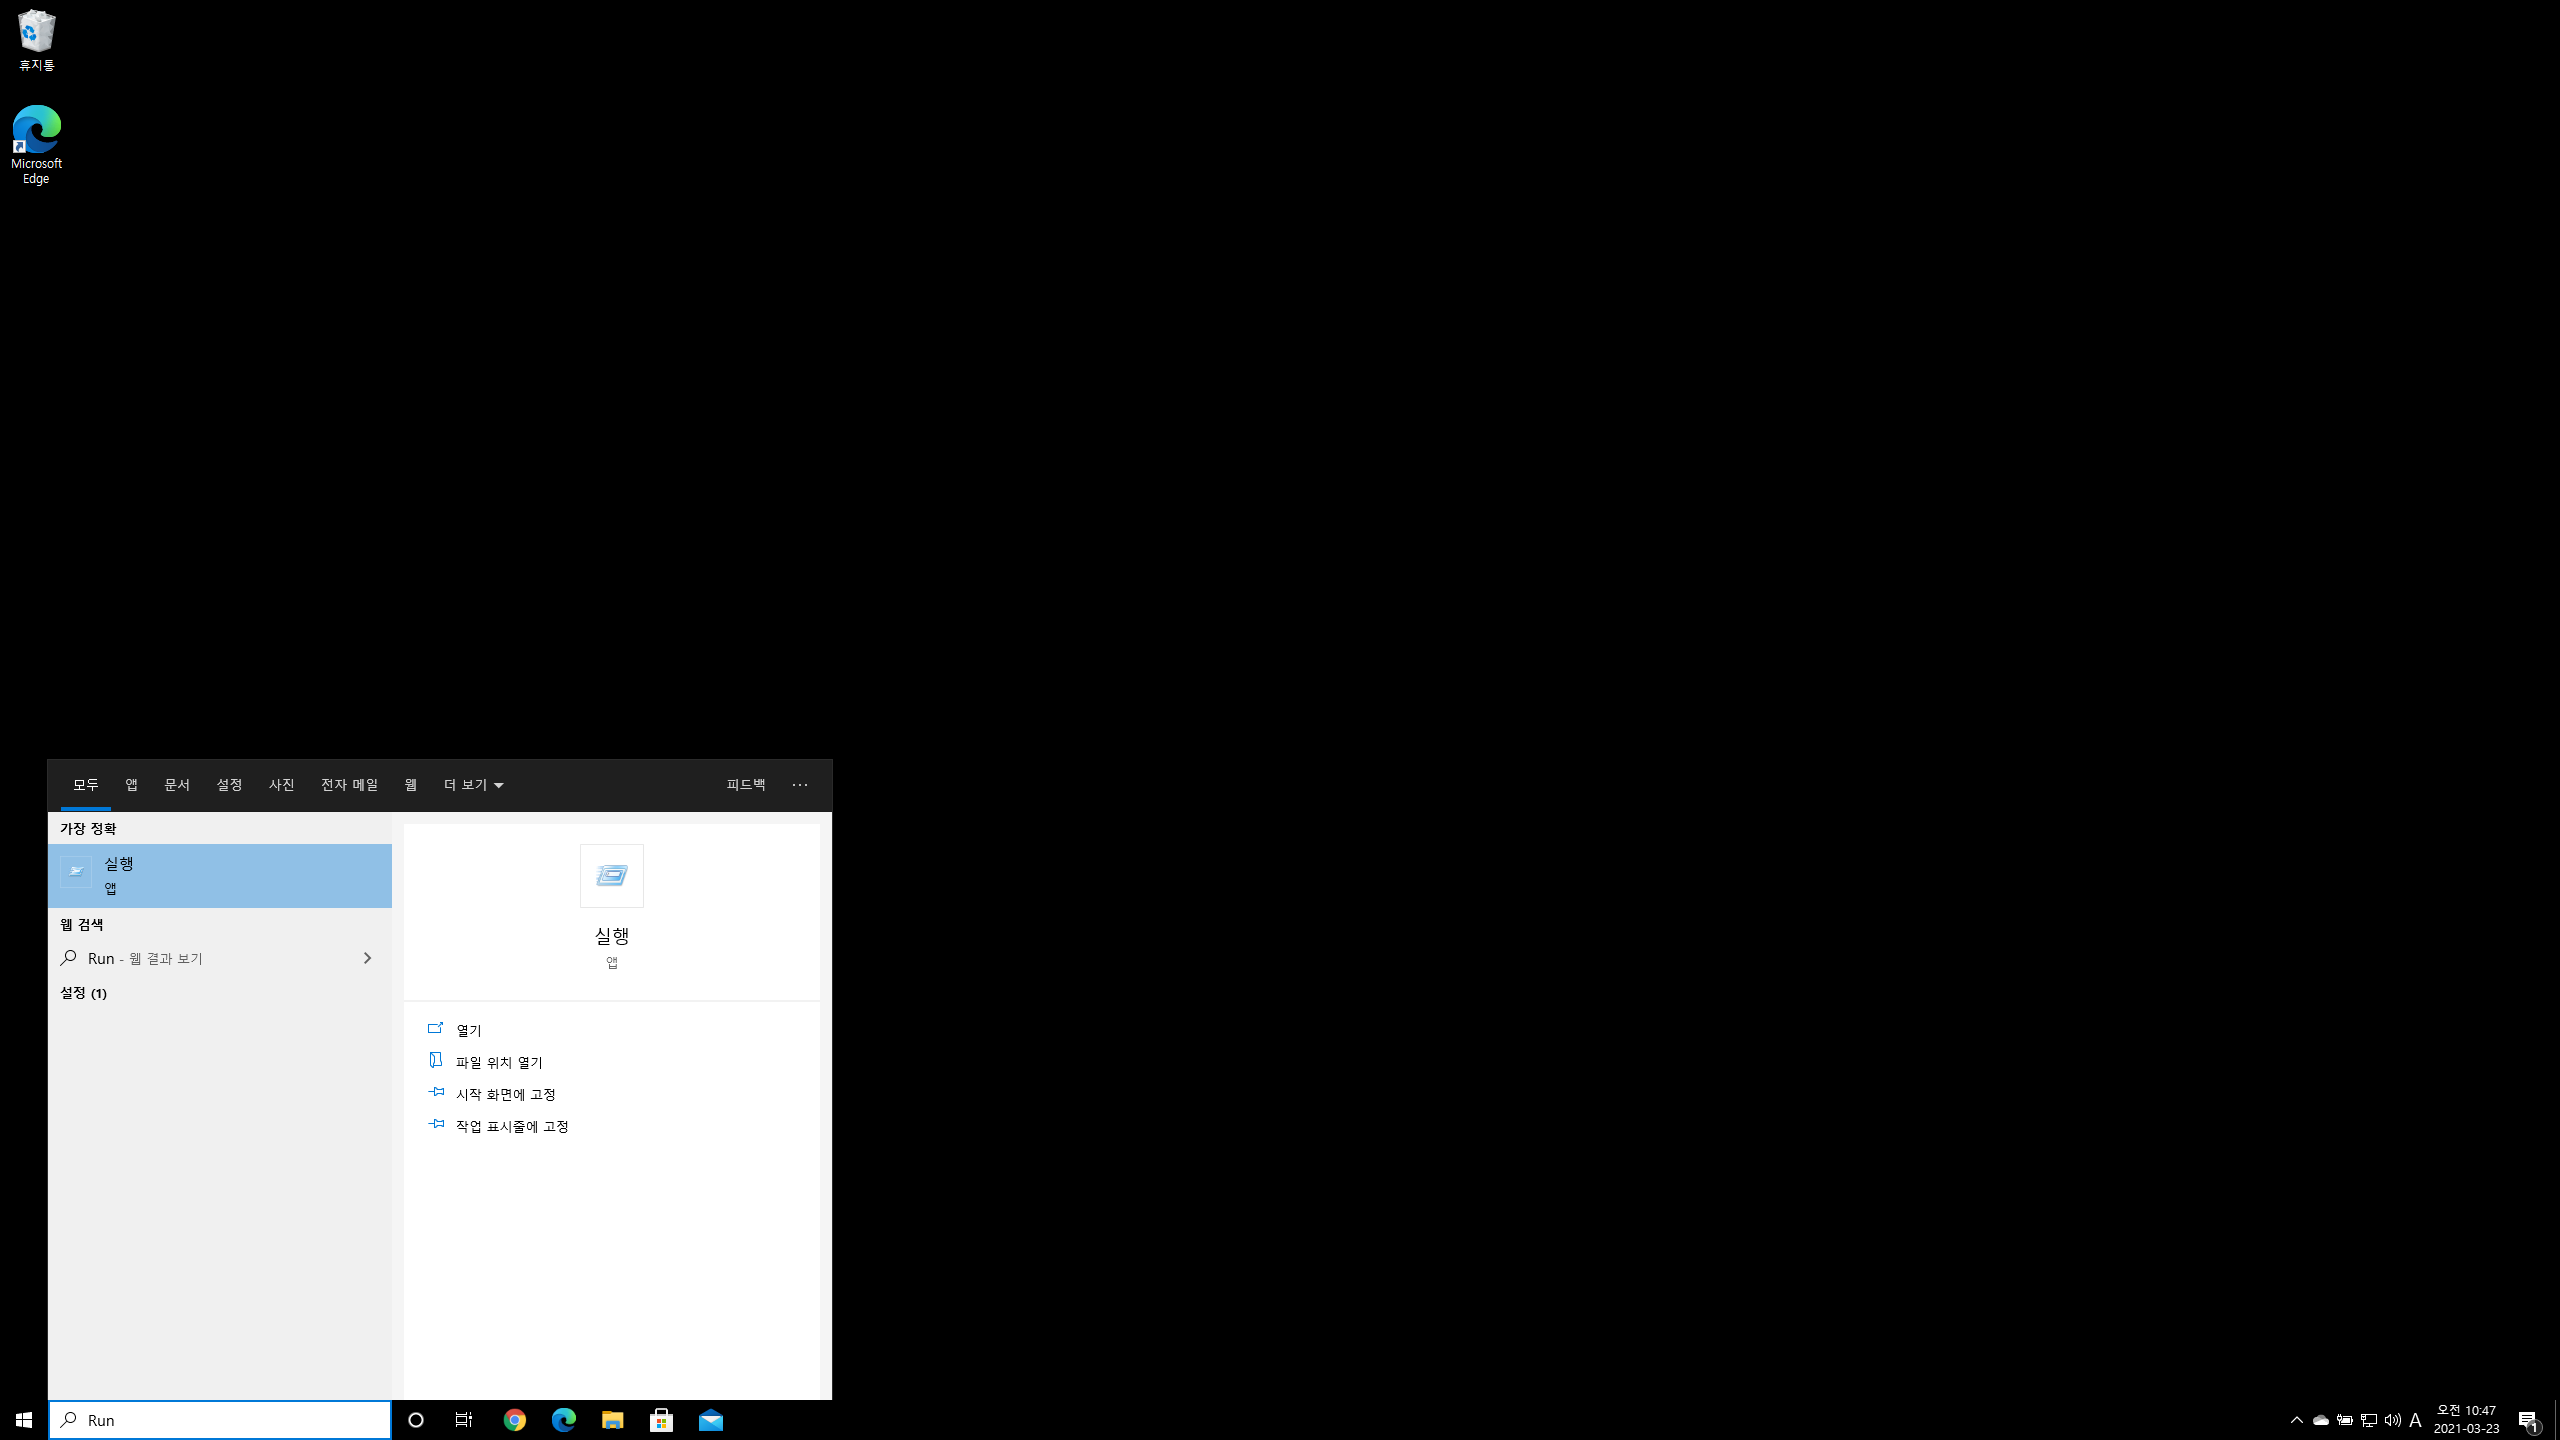 휴지통
Microsoft
Edge
모두 앱 문서 설정 사진 전자 메일 웹 더 보기 피드백 ···
가장 정확
실행
앱
웹 검색
Run - 웹 결과 보기
설정 (1)
실행
앱
열기
파일 위치 열기
시작 화면에 고정
작업 표시줄에 고정
Run
A
오전 10:47
2021-03-23
1